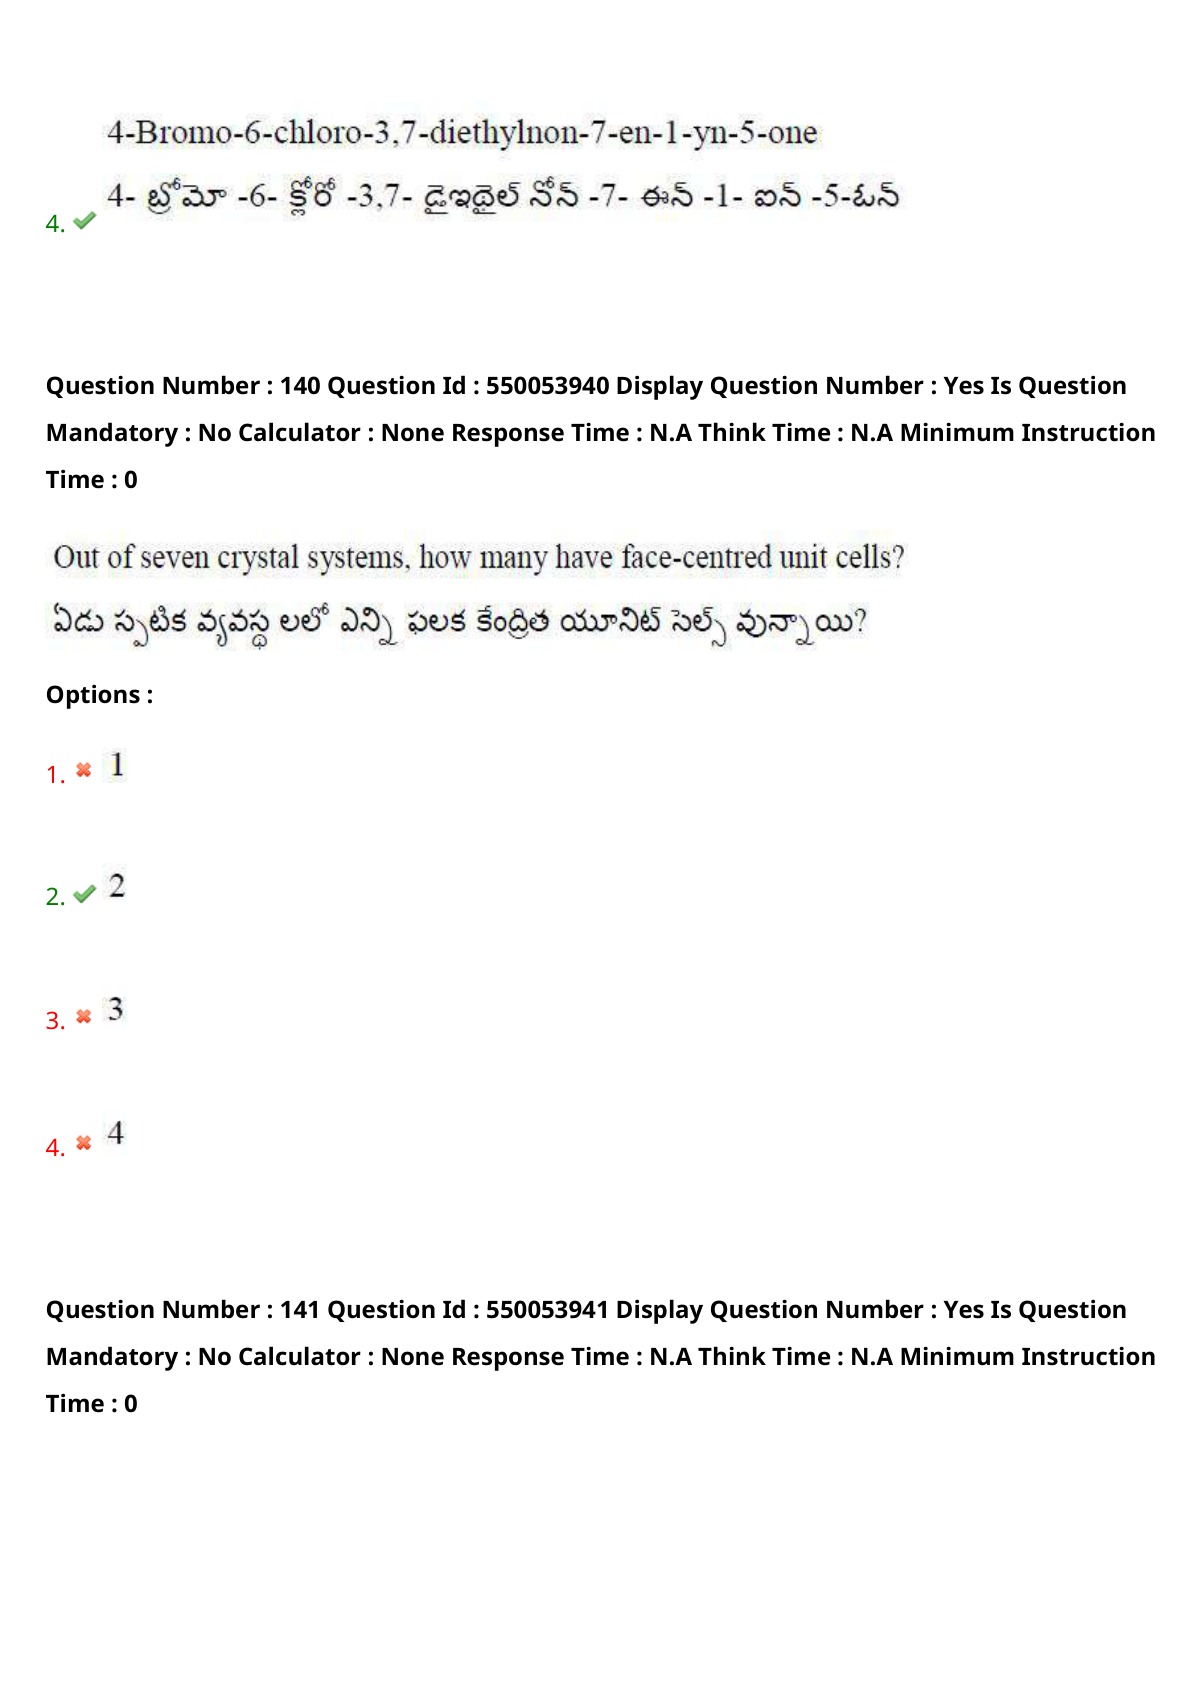 4-Bromo-6-chloro-3,7-diethylnon-7-en-1-yn-5-one
4- బ్రోమో -6- క్లోరో -3,7- డైఇథైల్ నోన్ -7- ఈన్ -1- ఐన్ -5-ఓన్
4.
Question Number : 140 Question Id : 550053940 Display Question Number : Yes Is Question
Mandatory : No Calculator : None Response Time : N.A Think Time : N.A Minimum Instruction
Time : 0
Out of seven crystal systems, how many have face-centred unit cells?
ఏడు స్పటిక వ్యవస్థ లలో ఎన్ని ఫలక కేంద్రిత యూనిట్ సెల్స్ వున్నాయి?
Options :
1. 1
2. 2
3. 3
4. 4
Question Number : 141 Question Id : 550053941 Display Question Number : Yes Is Question
Mandatory : No Calculator : None Response Time : N.A Think Time : N.A Minimum Instruction
Time : 0